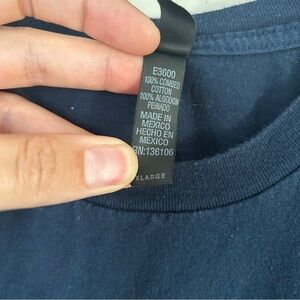 E3600
100% COMBED
COTTON
100% ALGODON
PEINADO
MADE IN
MEXICO
HECHO EN
MEXICO
RN:136106
XLARGE